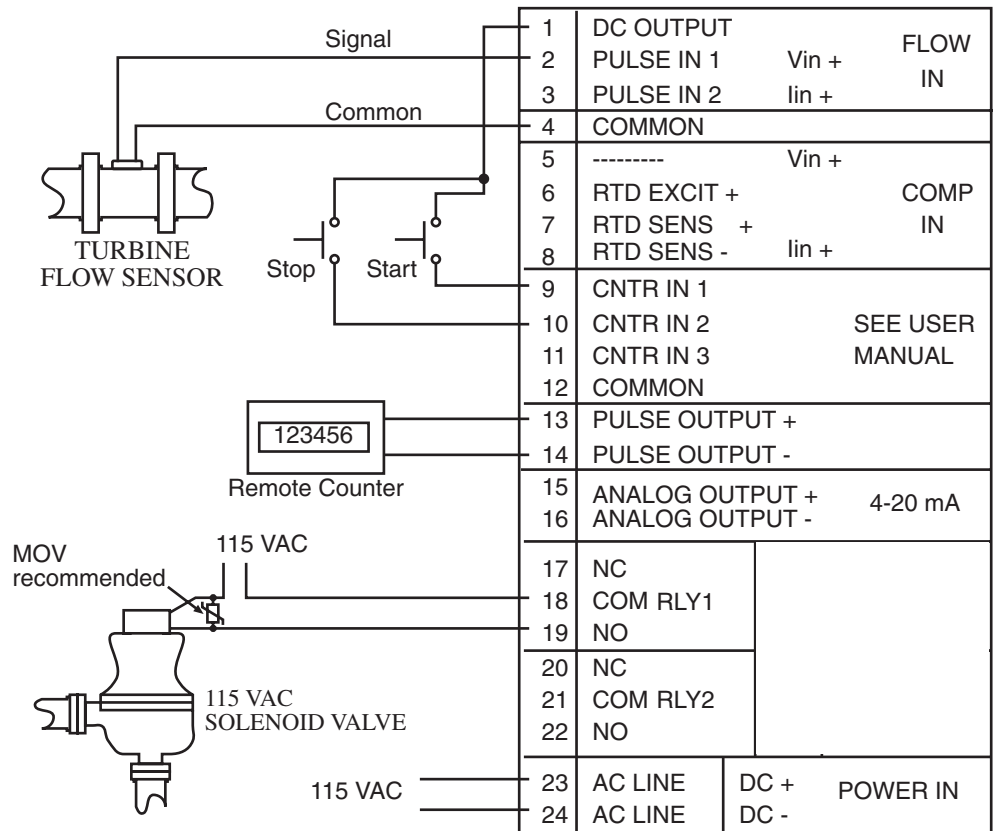 Signal
Common
TURBINE
FLOW SENSOR
Stop
Start
123456
Remote Counter
115 VAC
MOV
recommended
115 VAC
SOLENOID VALVE
115 VAC
1 DC OUTPUT
2 PULSE IN 1 Vin +
3 PULSE IN 2 Iin +
FLOW
IN
4 COMMON
5 --------- Vin +
6 RTD EXCIT +
7 RTD SENS +
8 RTD SENS - Iin +
COMP
IN
9 CNTR IN 1
10 CNTR IN 2
11 CNTR IN 3
12 COMMON
SEE USER
MANUAL
13 PULSE OUTPUT +
14 PULSE OUTPUT -
15 ANALOG OUTPUT +
16 ANALOG OUTPUT -
4-20 mA
17 NC
18 COM RLY1
19 NO
20 NC
21 COM RLY2
22 NO
23 AC LINE DC +
24 AC LINE DC -
POWER IN